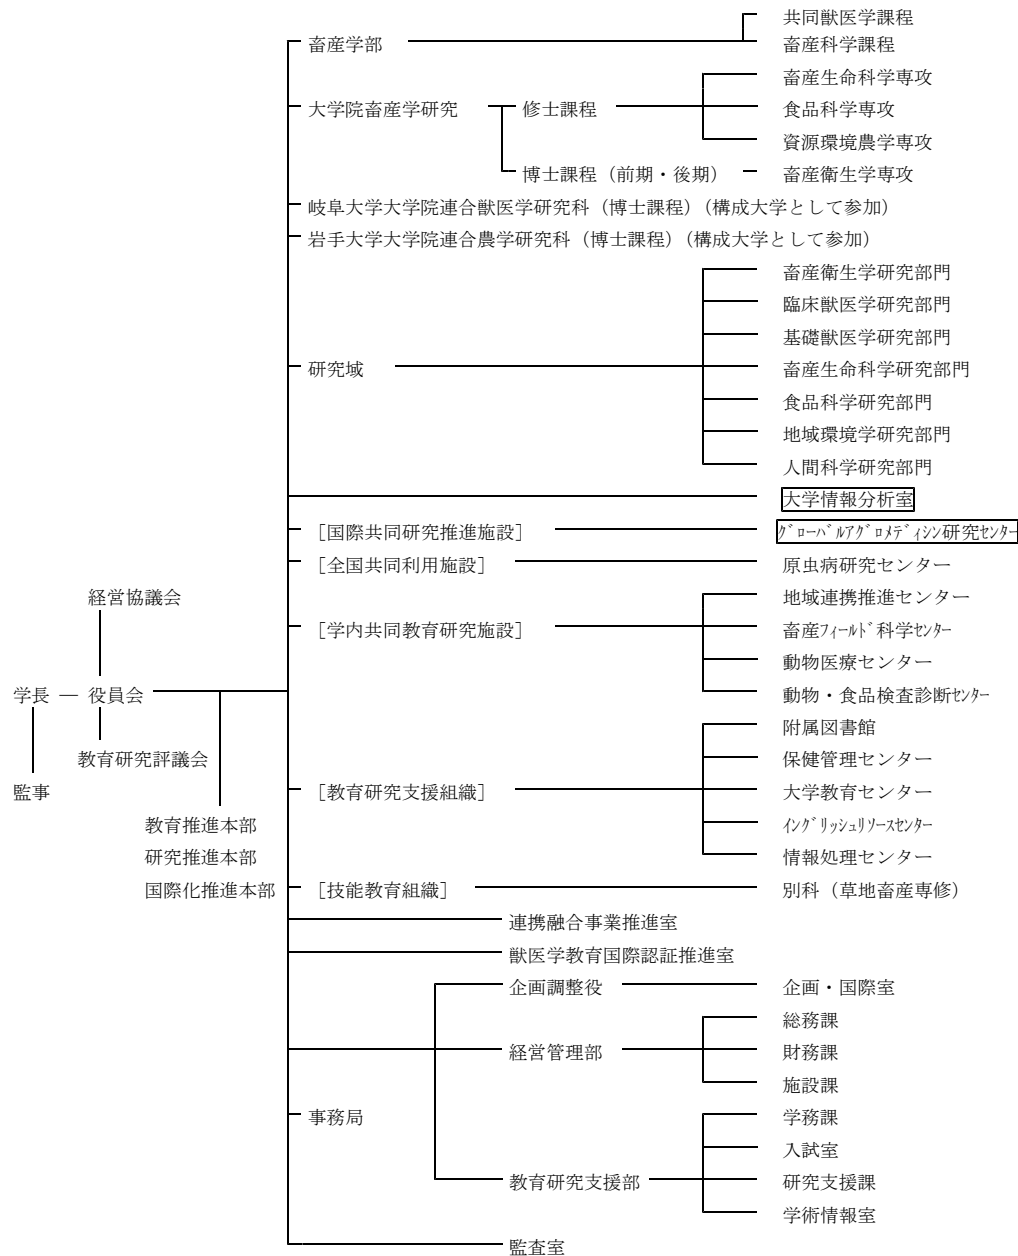 共同獣医学課程
畜産学部 畜産科学課程
畜産生命科学専攻
大学院畜産学研究 修士課程 食品科学専攻
資源環境農学専攻
博士課程（前期・後期） 畜産衛生学専攻
岐阜大学大学院連合獣医学研究科（博士課程）（構成大学として参加）
岩手大学大学院連合農学研究科（博士課程）（構成大学として参加）
畜産衛生学研究部門
臨床獣医学研究部門
基礎獣医学研究部門
研究域 畜産生命科学研究部門
食品科学研究部門
地域環境学研究部門
人間科学研究部門
大学情報分析室
［国際共同研究推進施設］ ｸﾞﾛｰﾊﾞﾙｱｸﾞﾛﾒﾃﾞｨｼﾝ研究ｾﾝﾀｰ
［全国共同利用施設］ 原虫病研究センター
経営協議会 地域連携推進センター
［学内共同教育研究施設］ 畜産ﾌｨｰﾙﾄﾞ科学ｾﾝﾀｰ
動物医療センター
学長 ― 役員会 動物・食品検査診断ｾﾝﾀｰ
附属図書館
教育研究評議会 保健管理センター
監事 ［教育研究支援組織］ 大学教育センター
教育推進本部 ｲﾝｸﾞﾘｯｼｭﾘｿｰｽｾﾝﾀｰ
研究推進本部 情報処理センター
国際化推進本部 ［技能教育組織］ 別科（草地畜産専修）
連携融合事業推進室
獣医学教育国際認証推進室
企画調整役 企画・国際室
総務課
経営管理部 財務課
施設課
事務局 学務課
入試室
教育研究支援部 研究支援課
学術情報室
監査室